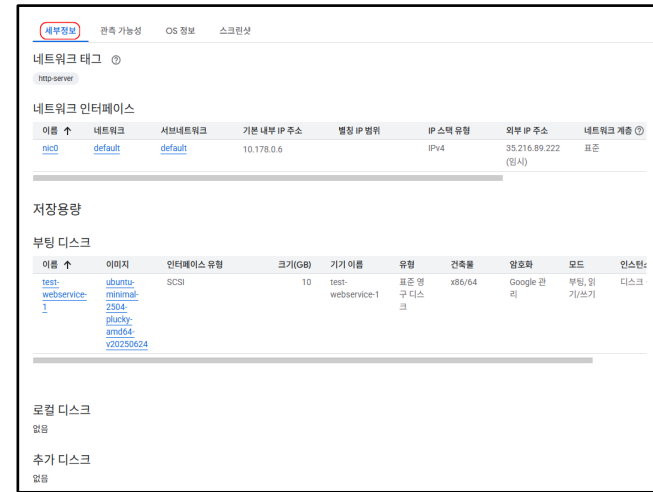 세부정보 관측 가능성 OS 정보 스크린샷
네트워크 태그
http-server
네트워크 인터페이스
이름 ↑ 네트워크 서브네트워크 기본 내부 IP 주소 별칭 IP 범위 IP 스택 유형 외부 IP 주소 네트워크 계층
nic0 default default 10.178.0.6 IPv4 35.216.89.222 표준
(임시)
저장용량
부팅 디스크
이름 ↑ 이미지 인터페이스 유형 크기(GB) 기기 이름 유형 건축물 암호화 모드
test- ubuntu- SCSI 10 test- 표준 영 x86/64 Google 관 부팅, 읽 디스크
webservice- minimal- webservice-1 구 디스 리 기/쓰기
1 2504- 크
plucky-
amd64-
v20250624
로컬 디스크
없음
추가 디스크
없음